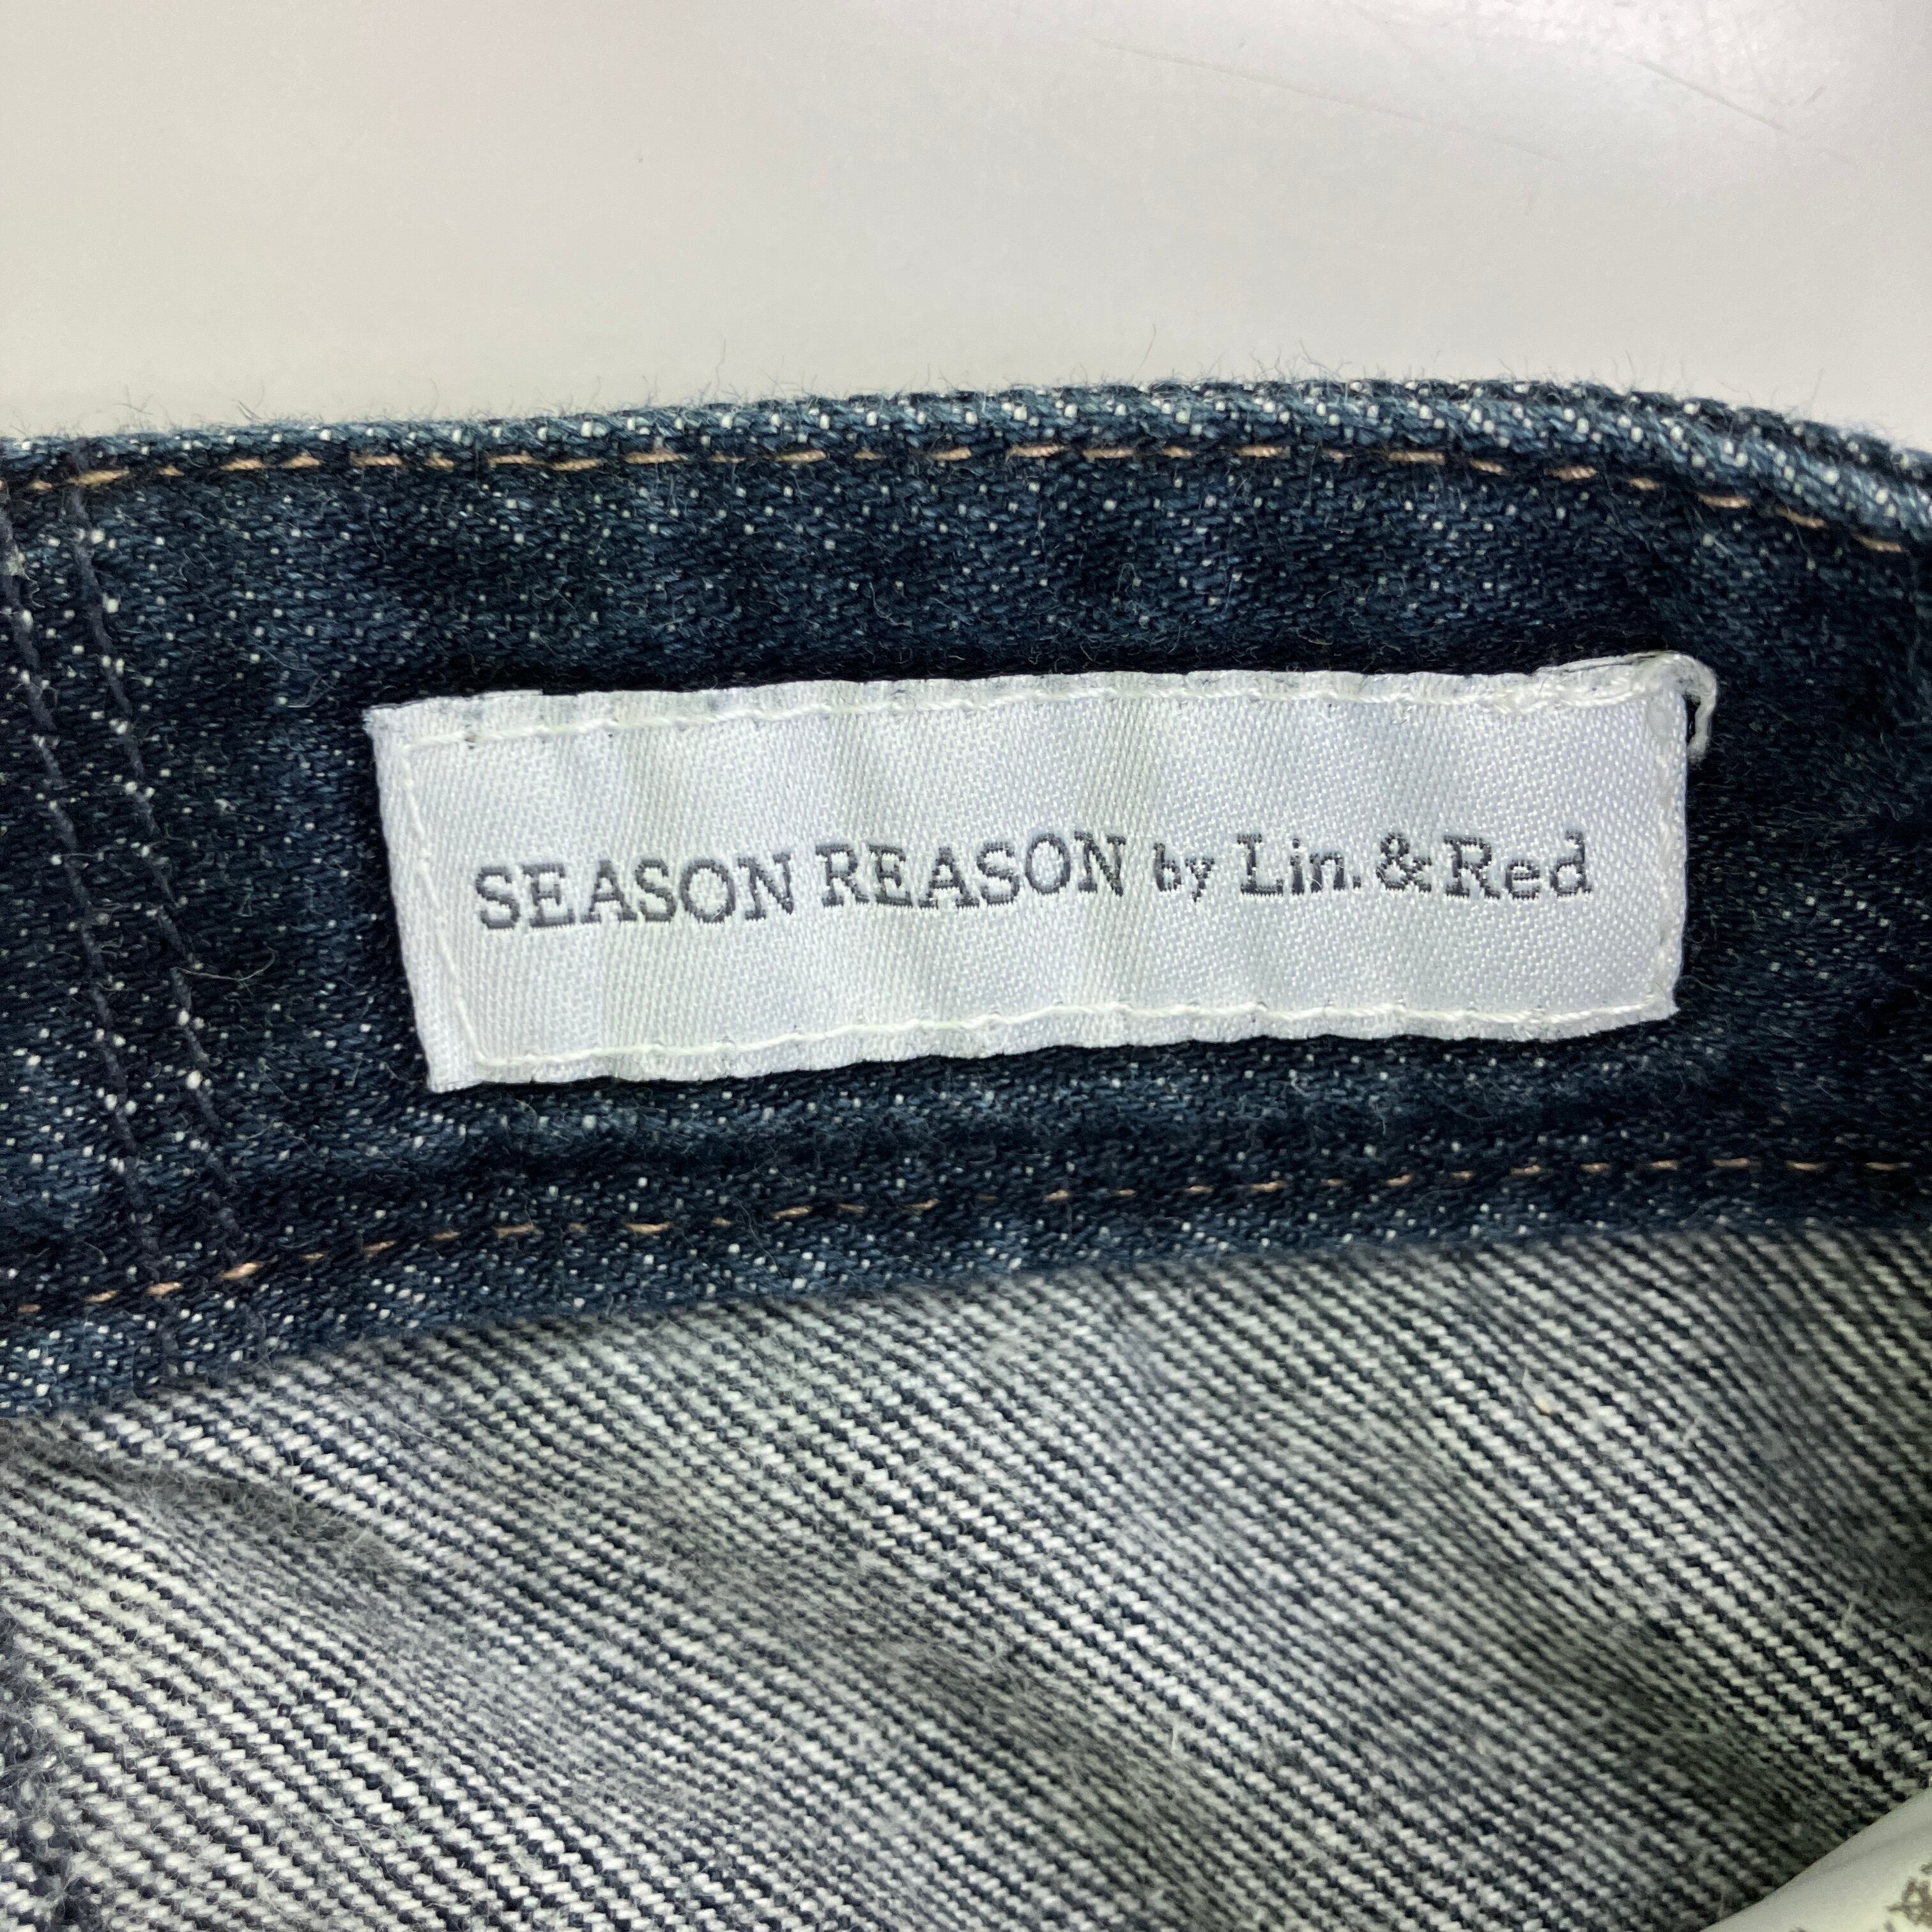 SEASON REASON by Lin. & Red